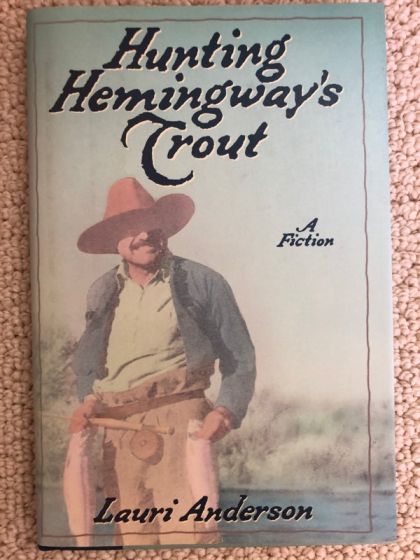 Hunting
Hemingway's
Trout
A
Fiction
Lauri Anderson